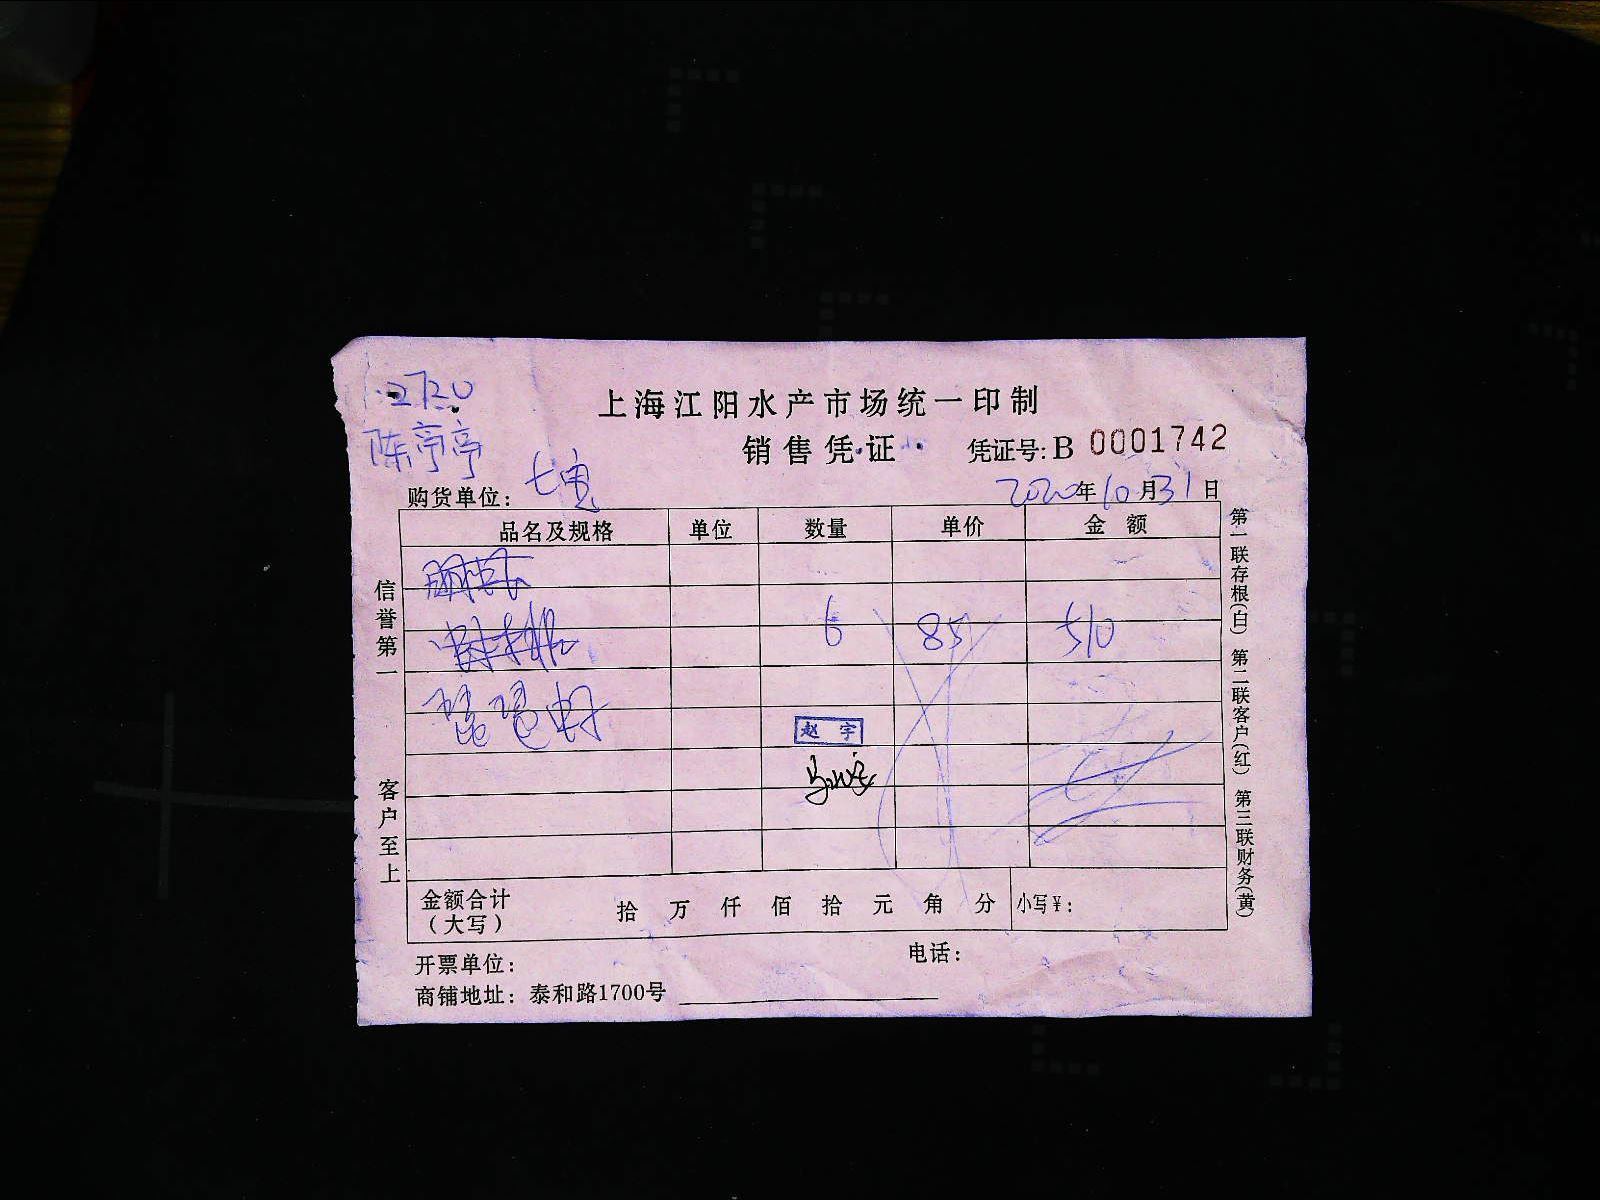 2720
陈亭亭
上海江阳水产市场统一印制
销售凭证
凭证号:B 0001742
购货单位: 七宝
2020年10月31日
品名及规格 单位 数量 单价 金额
6 85 510
琵琶虾
赵宇
金额合计(大写) 拾 万 仟 佰 拾 元 角 分 小写¥:
开票单位: 电话:
商铺地址: 泰和路1700号
信誉第一
客户至上
第一联存根(白) 第二联客户(红) 第三联财务(黄)